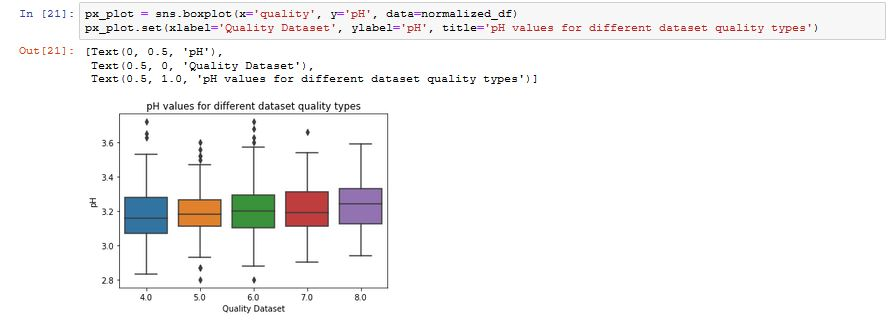 In [21]: px_plot = sns.boxplot(x='quality', y='pH', data=normalized_df)
px_plot.set(xlabel='Quality Dataset', ylabel='pH', title='pH values for different dataset quality types')
Out[21]: [Text(0, 0.5, 'pH'),
Text(0.5, 0, 'Quality Dataset'),
Text(0.5, 1.0, 'pH values for different dataset quality types')]
pH values for different dataset quality types
3.6
3.4
3.2
3.0
2.8
pH
4.0 5.0 6.0 7.0 8.0
Quality Dataset